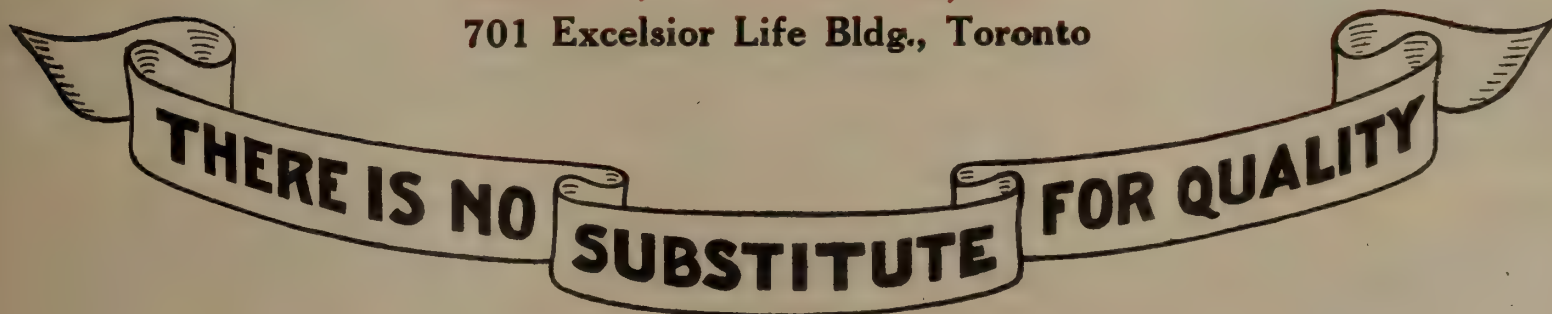 701 Excelsior Life Bldg., Toronto
THERE IS NO SUBSTITUTE FOR QUALITY